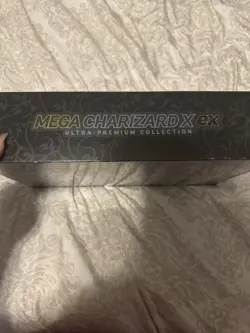 MEGA CHARIZARD X ex
ULTRA-PREMIUM COLLECTION